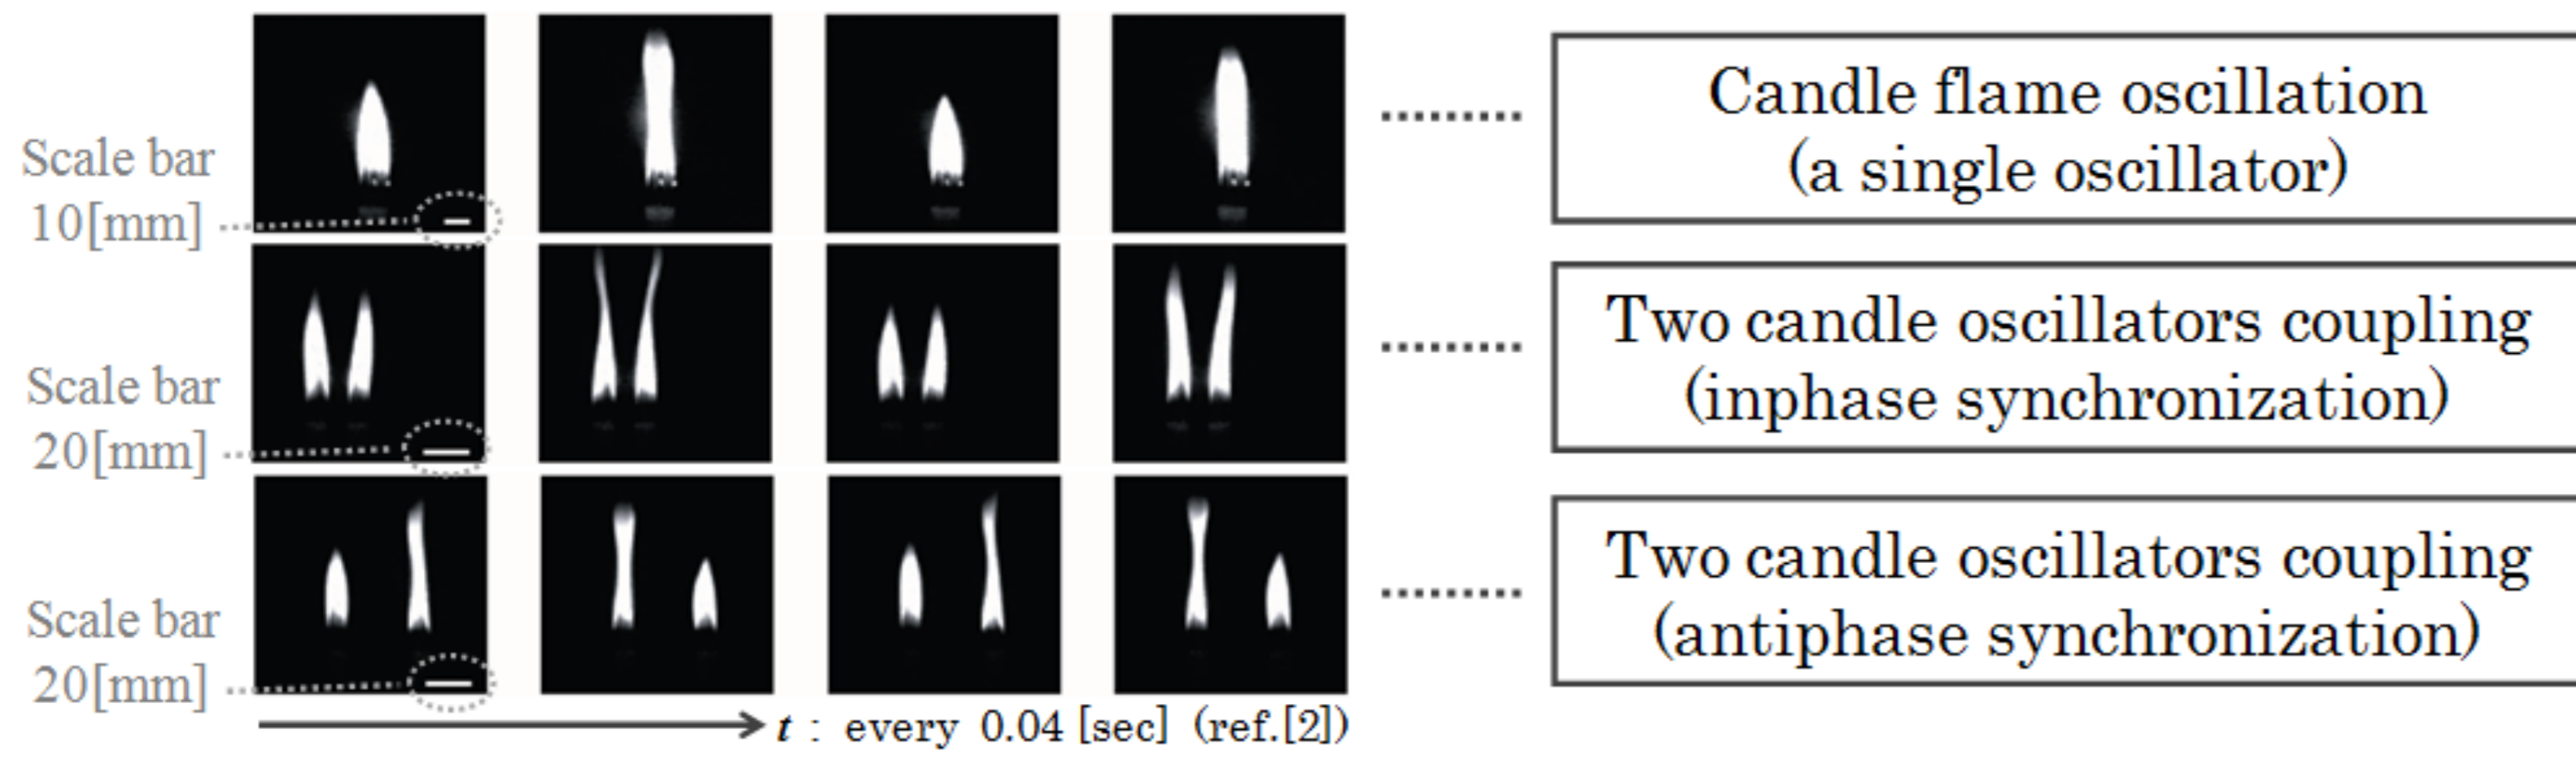 Scale bar
10[mm]
Candle flame oscillation
(a single oscillator)
Scale bar
20[mm]
Two candle oscillators coupling
(inphase synchronization)
Scale bar
20[mm]
Two candle oscillators coupling
(antiphase synchronization)
t : every 0.04 [sec] (ref.[2])